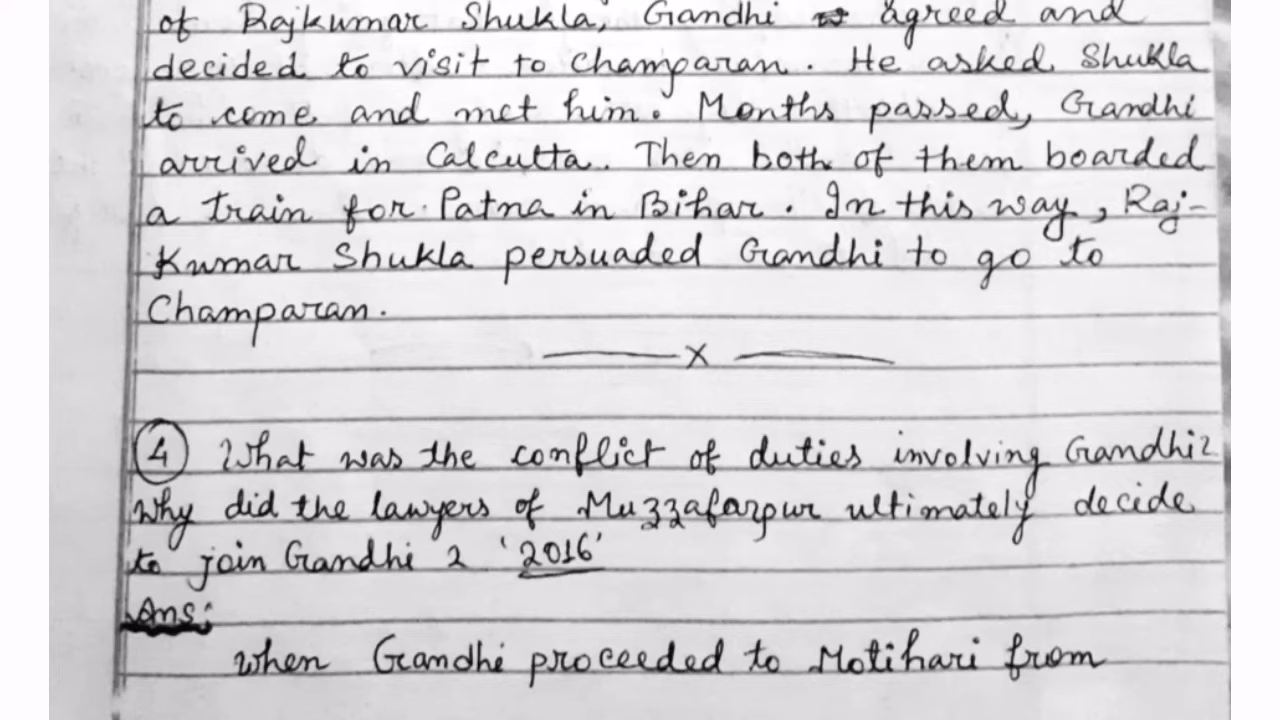 of Rajkumar Shukla, Gandhi agreed and
decided to visit to Champaran. He asked Shukla
to come and met him. Months passed, Gandhi
arrived in Calcutta. Then both of them boarded
a train for Patna in Bihar. In this way, Raj-
Kumar Shukla persuaded Gandhi to go to
Champaran.
x
4 What was the conflict of duties involving Gandhi?
Why did the lawyers of Muzzafarpur ultimately decide
to join Gandhi ? '2016'
Ans:
When Gandhi proceeded to Motihari from